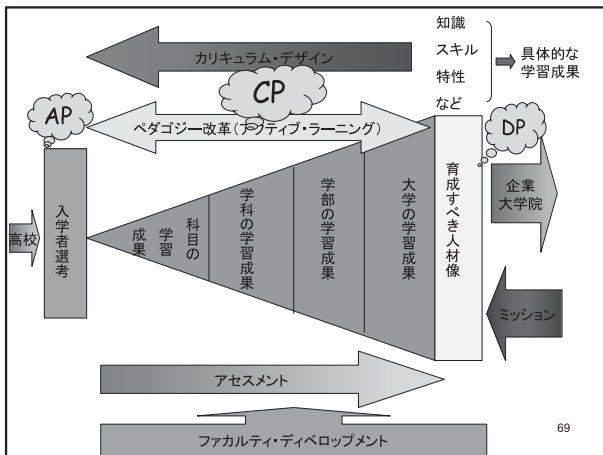 知識
スキル
特性
など
具体的な
学習成果
カリキュラム・デザイン
CP
AP
ペダゴジー改革(アクティブ・ラーニング)
DP
高校
入学者選考
科目の
学習
成果
学科の学習成果
学部の学習成果
大学の学習成果
育成すべき人材像
企業
大学院
ミッション
アセスメント
ファカルティ・ディベロップメント
69